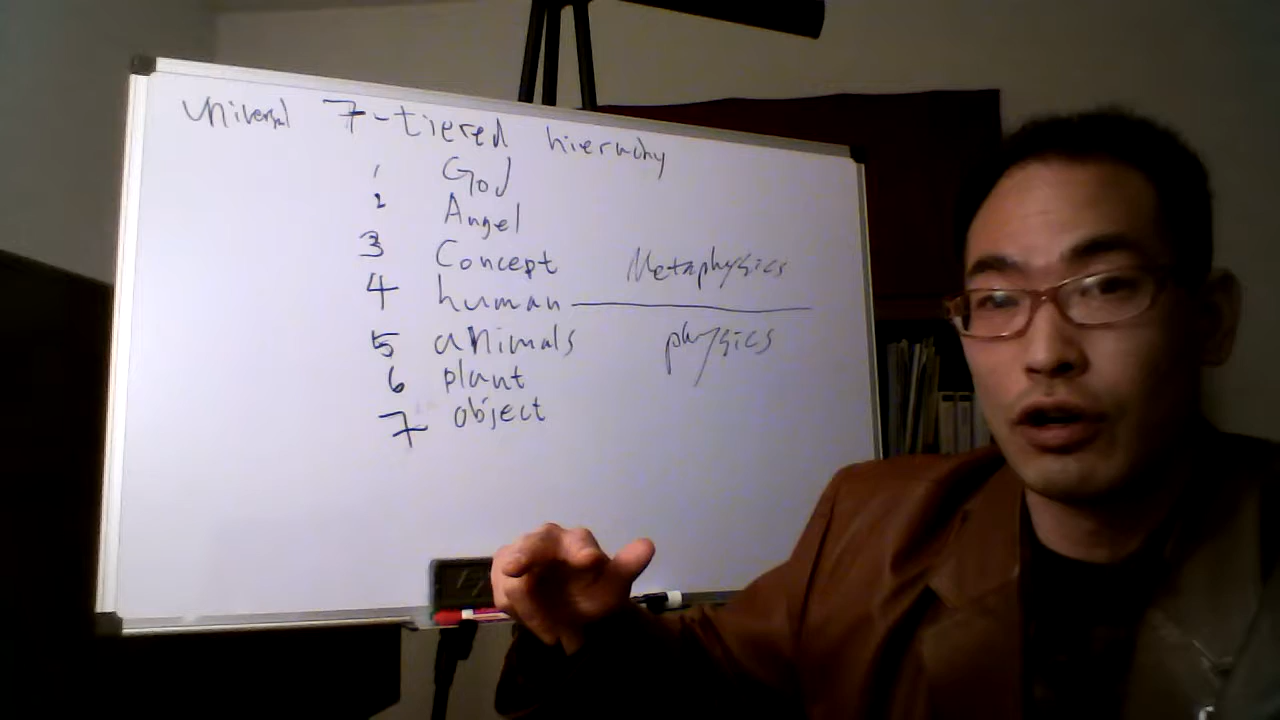 Universal 7-tiered hierarchy
1 God
2 Angel
3 Concept Metaphysics
4 human
5 animals physics
6 plant
7 object